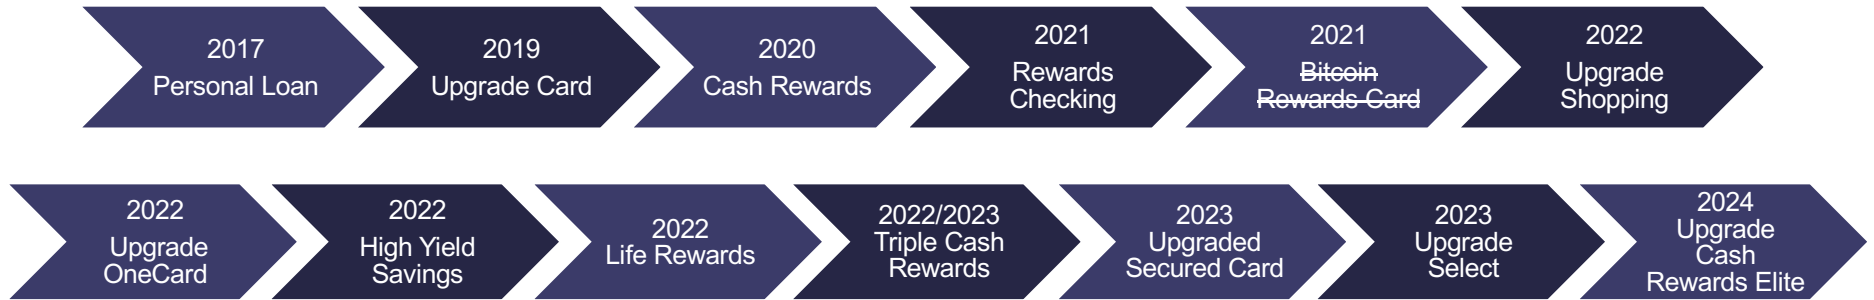 2017
Personal Loan
2019
Upgrade Card
2020
Cash Rewards
2021
Rewards
Checking
2021
Bitcoin
Rewards Card
2022
Upgrade
Shopping
2022
Upgrade
OneCard
2022
High Yield
Savings
2022
Life Rewards
2022/2023
Triple Cash
Rewards
2023
Upgraded
Secured Card
2023
Upgrade
Select
2024
Upgrade
Cash
Rewards Elite